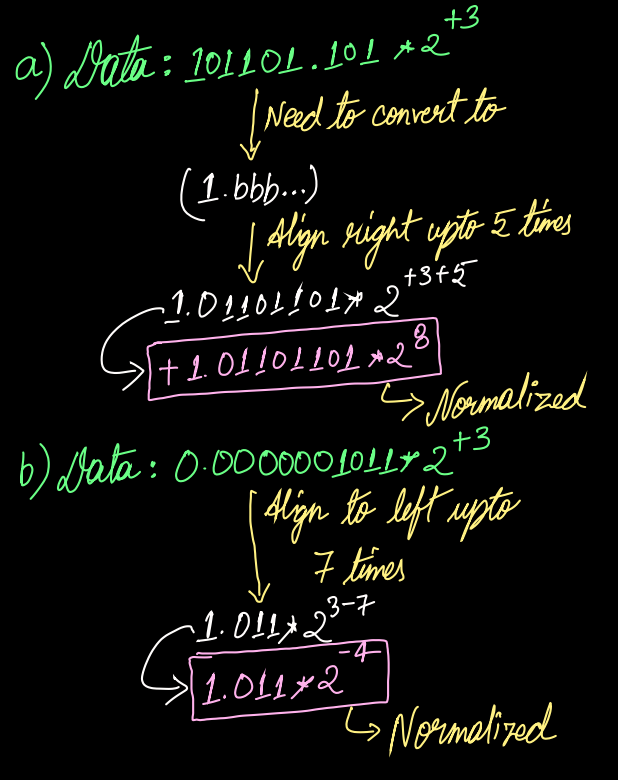 a) Data: 101101.101 * 2^+3
Need to convert to
(1.bbb...)
Align right upto 5 times
1.01101101 * 2^+3+5
+1.01101101 * 2^8
Normalized
b) Data: 0.0000001011 * 2^+3
Align to left upto
7 times
1.011 * 2^3-7
1.011 * 2^-4
Normalized